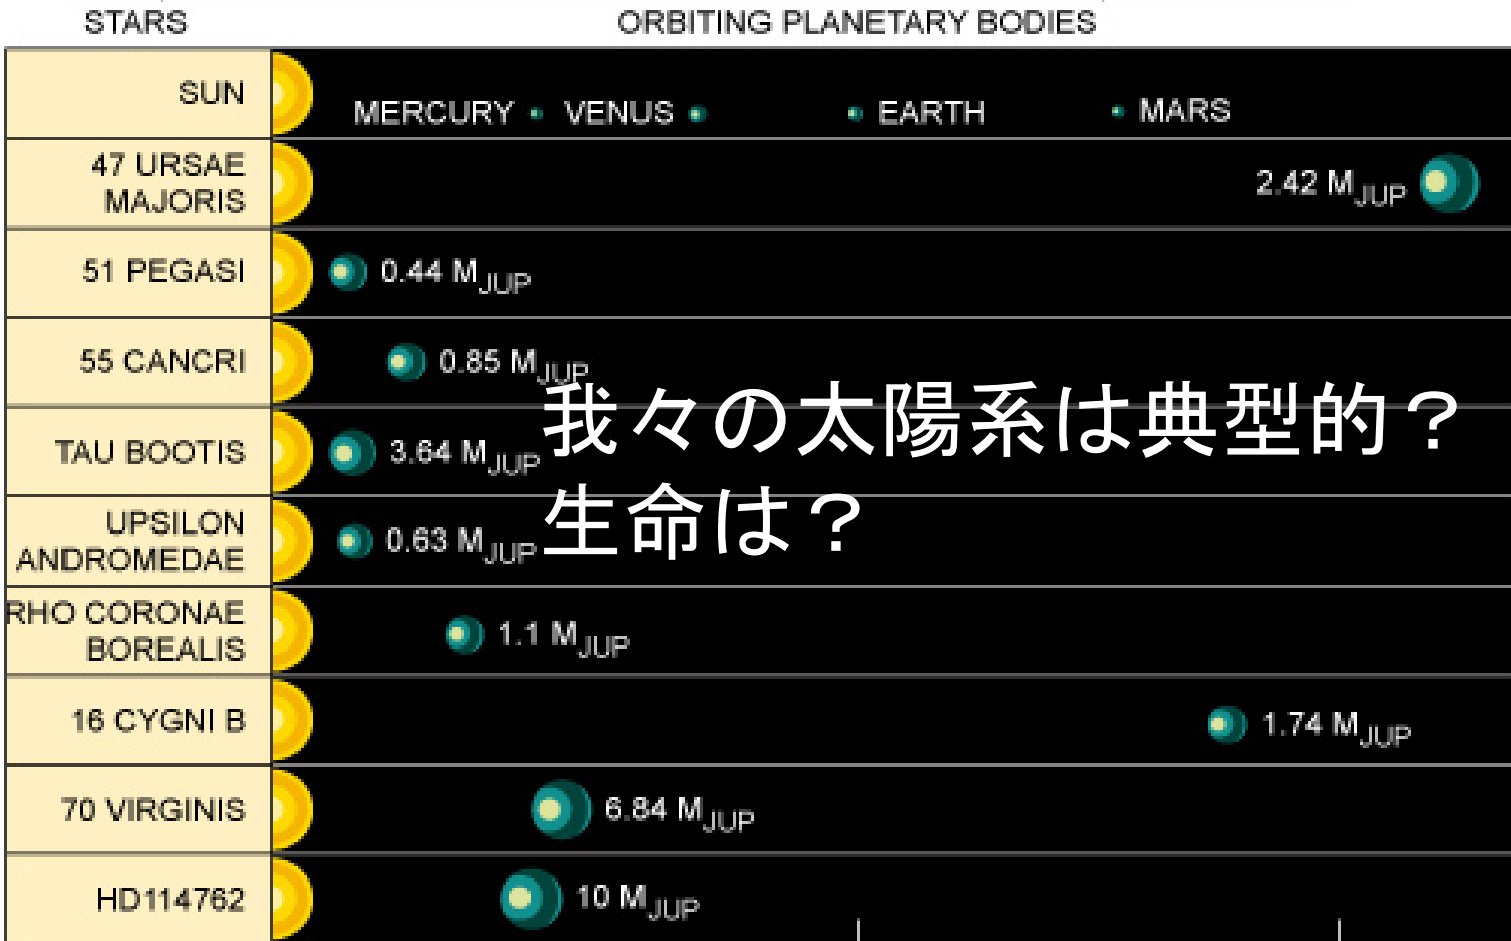 STARS
ORBITING PLANETARY BODIES
SUN
MERCURY
VENUS
EARTH
MARS
47 URSAE
MAJORIS
2.42 MJUP
51 PEGASI
0.44 MJUP
55 CANCRI
0.85 MJUP
我々の太陽系は典型的？
TAU BOOTIS
3.64 MJUP
生命は？
UPSILON
ANDROMEDAE
0.63 MJUP
RHO CORONAE
BOREALIS
1.1 MJUP
16 CYGNI B
1.74 MJUP
70 VIRGINIS
6.84 MJUP
HD114762
10 MJUP